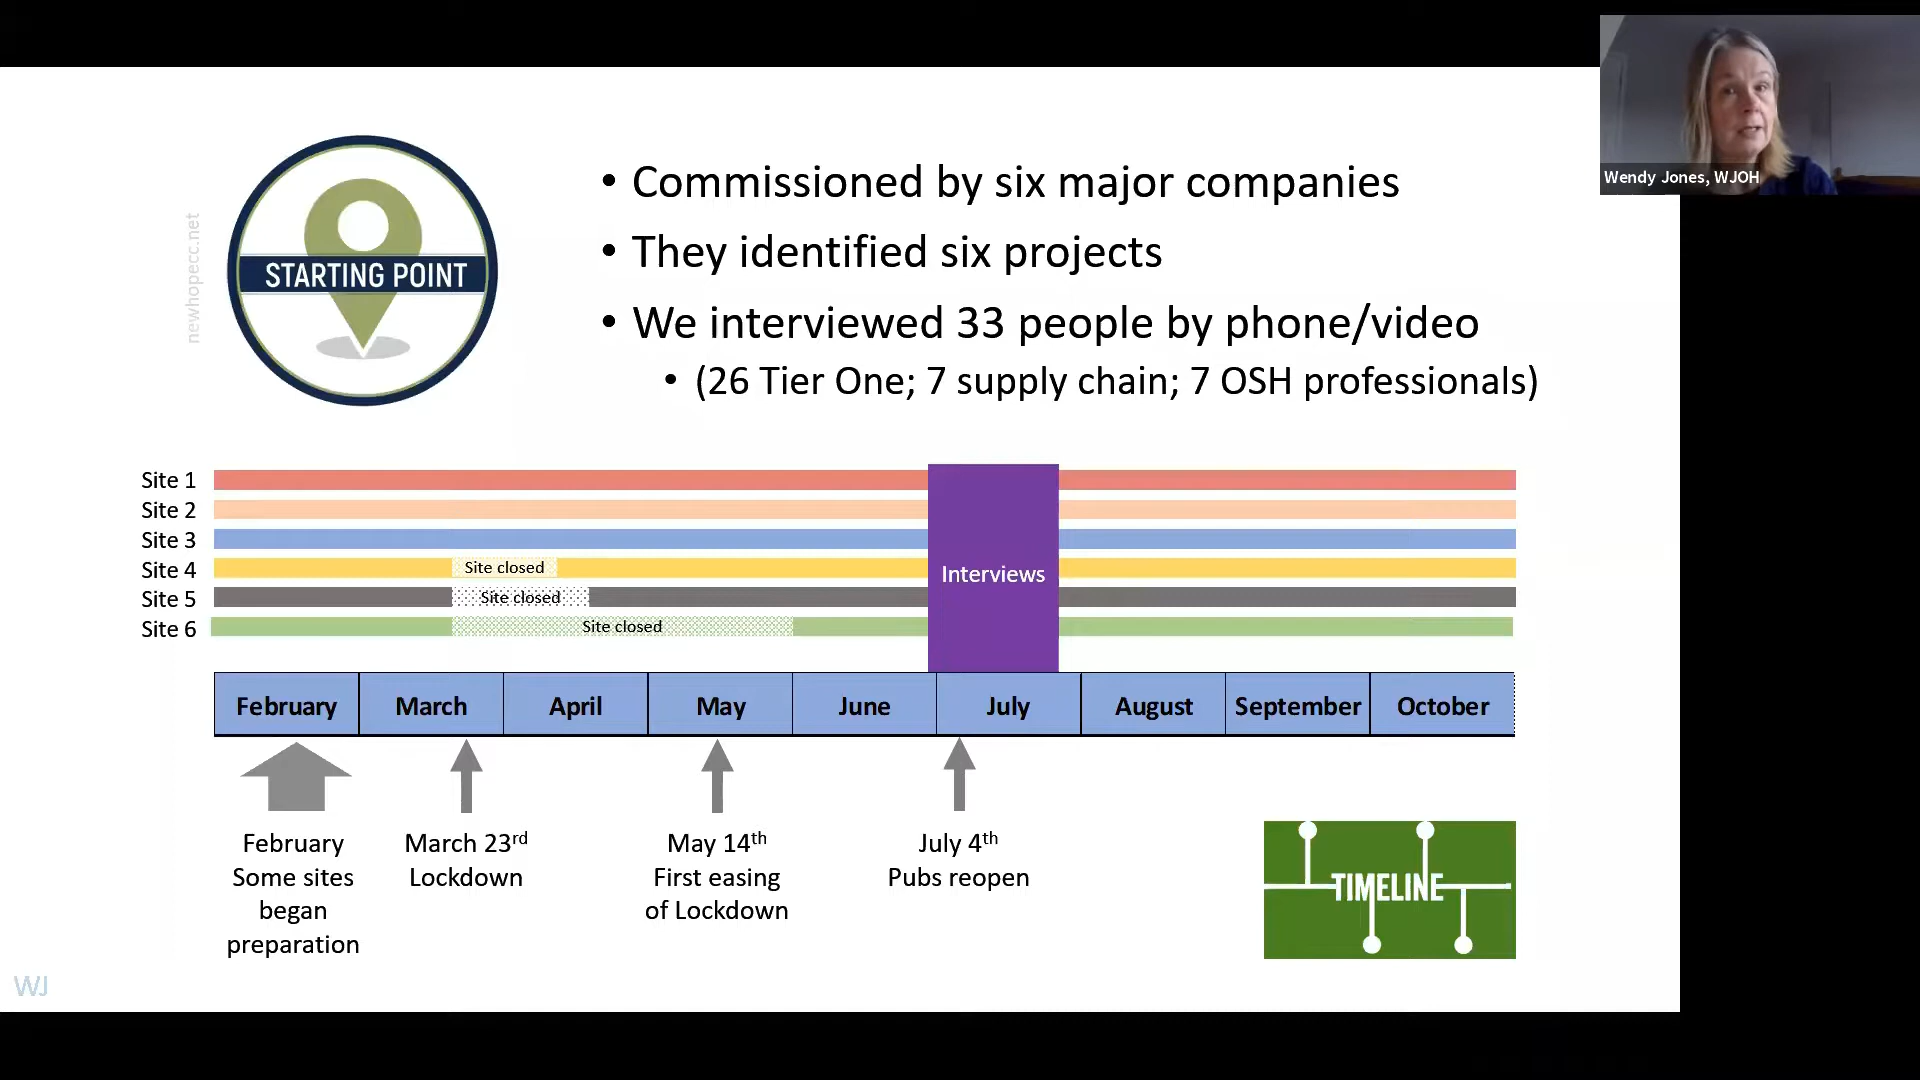 Wendy Jones, WJOH
newhopecc.net
STARTING POINT
• Commissioned by six major companies
• They identified six projects
• We interviewed 33 people by phone/video
• (26 Tier One; 7 supply chain; 7 OSH professionals)
Site 1
Site 2
Site 3
Site 4
Site closed
Site 5
Site closed
Site 6
Site closed
Interviews
February March April May June July August September October
February
Some sites
began
preparation
March 23rd
Lockdown
May 14th
First easing
of Lockdown
July 4th
Pubs reopen
TIMELINE
WJ